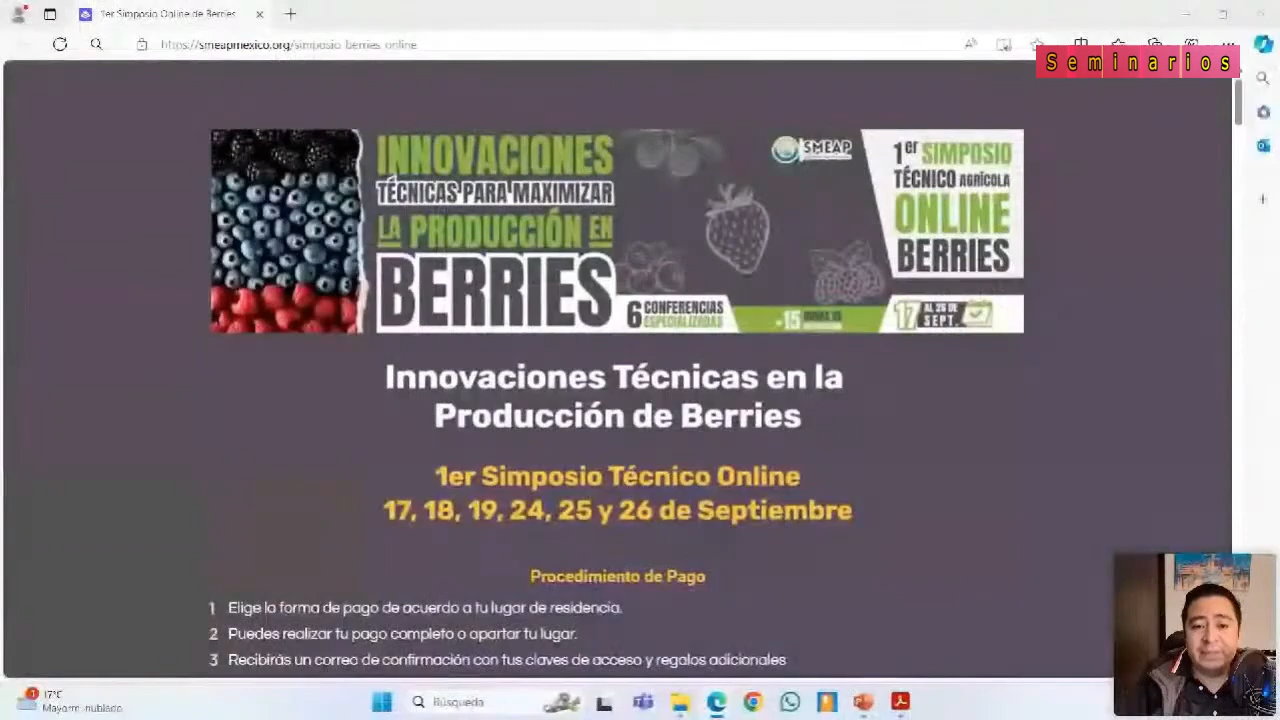 1er Simposio Online de Berries
https://smeapmexico.org/simposio_berries_online
Seminarios
INNOVACIONES
TÉCNICAS PARA MAXIMIZAR
LA PRODUCCIÓN EN
BERRIES
6 CONFERENCIAS
ESPECIALIZADAS
+15
SMEAP
1er SIMPOSIO
TÉCNICO AGRÍCOLA
ONLINE
BERRIES
17 AL 26 DE
SEPT.
Innovaciones Técnicas en la
Producción de Berries
1er Simposio Técnico Online
17, 18, 19, 24, 25 y 26 de Septiembre
Procedimiento de Pago
1 Elige la forma de pago de acuerdo a tu lugar de residencia.
2 Puedes realizar tu pago completo o apartar tu lugar.
3 Recibirás un correo de confirmación con tus claves de acceso y regalos adicionales
1
17°C
Mayorm. nublado
Búsqueda